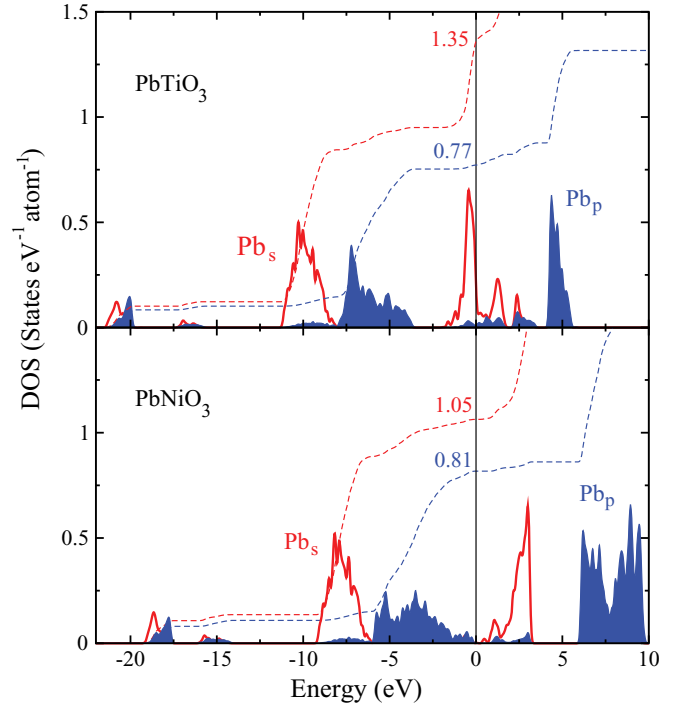 1.5
1.35
PbTiO3
1
0.77
Pbp
Pbs
0.5
0
DOS (States eV-1 atom-1)
PbNiO3
1.05
1
0.81
Pbp
Pbs
0.5
0
-20 -15 -10 -5 0 5 10
Energy (eV)